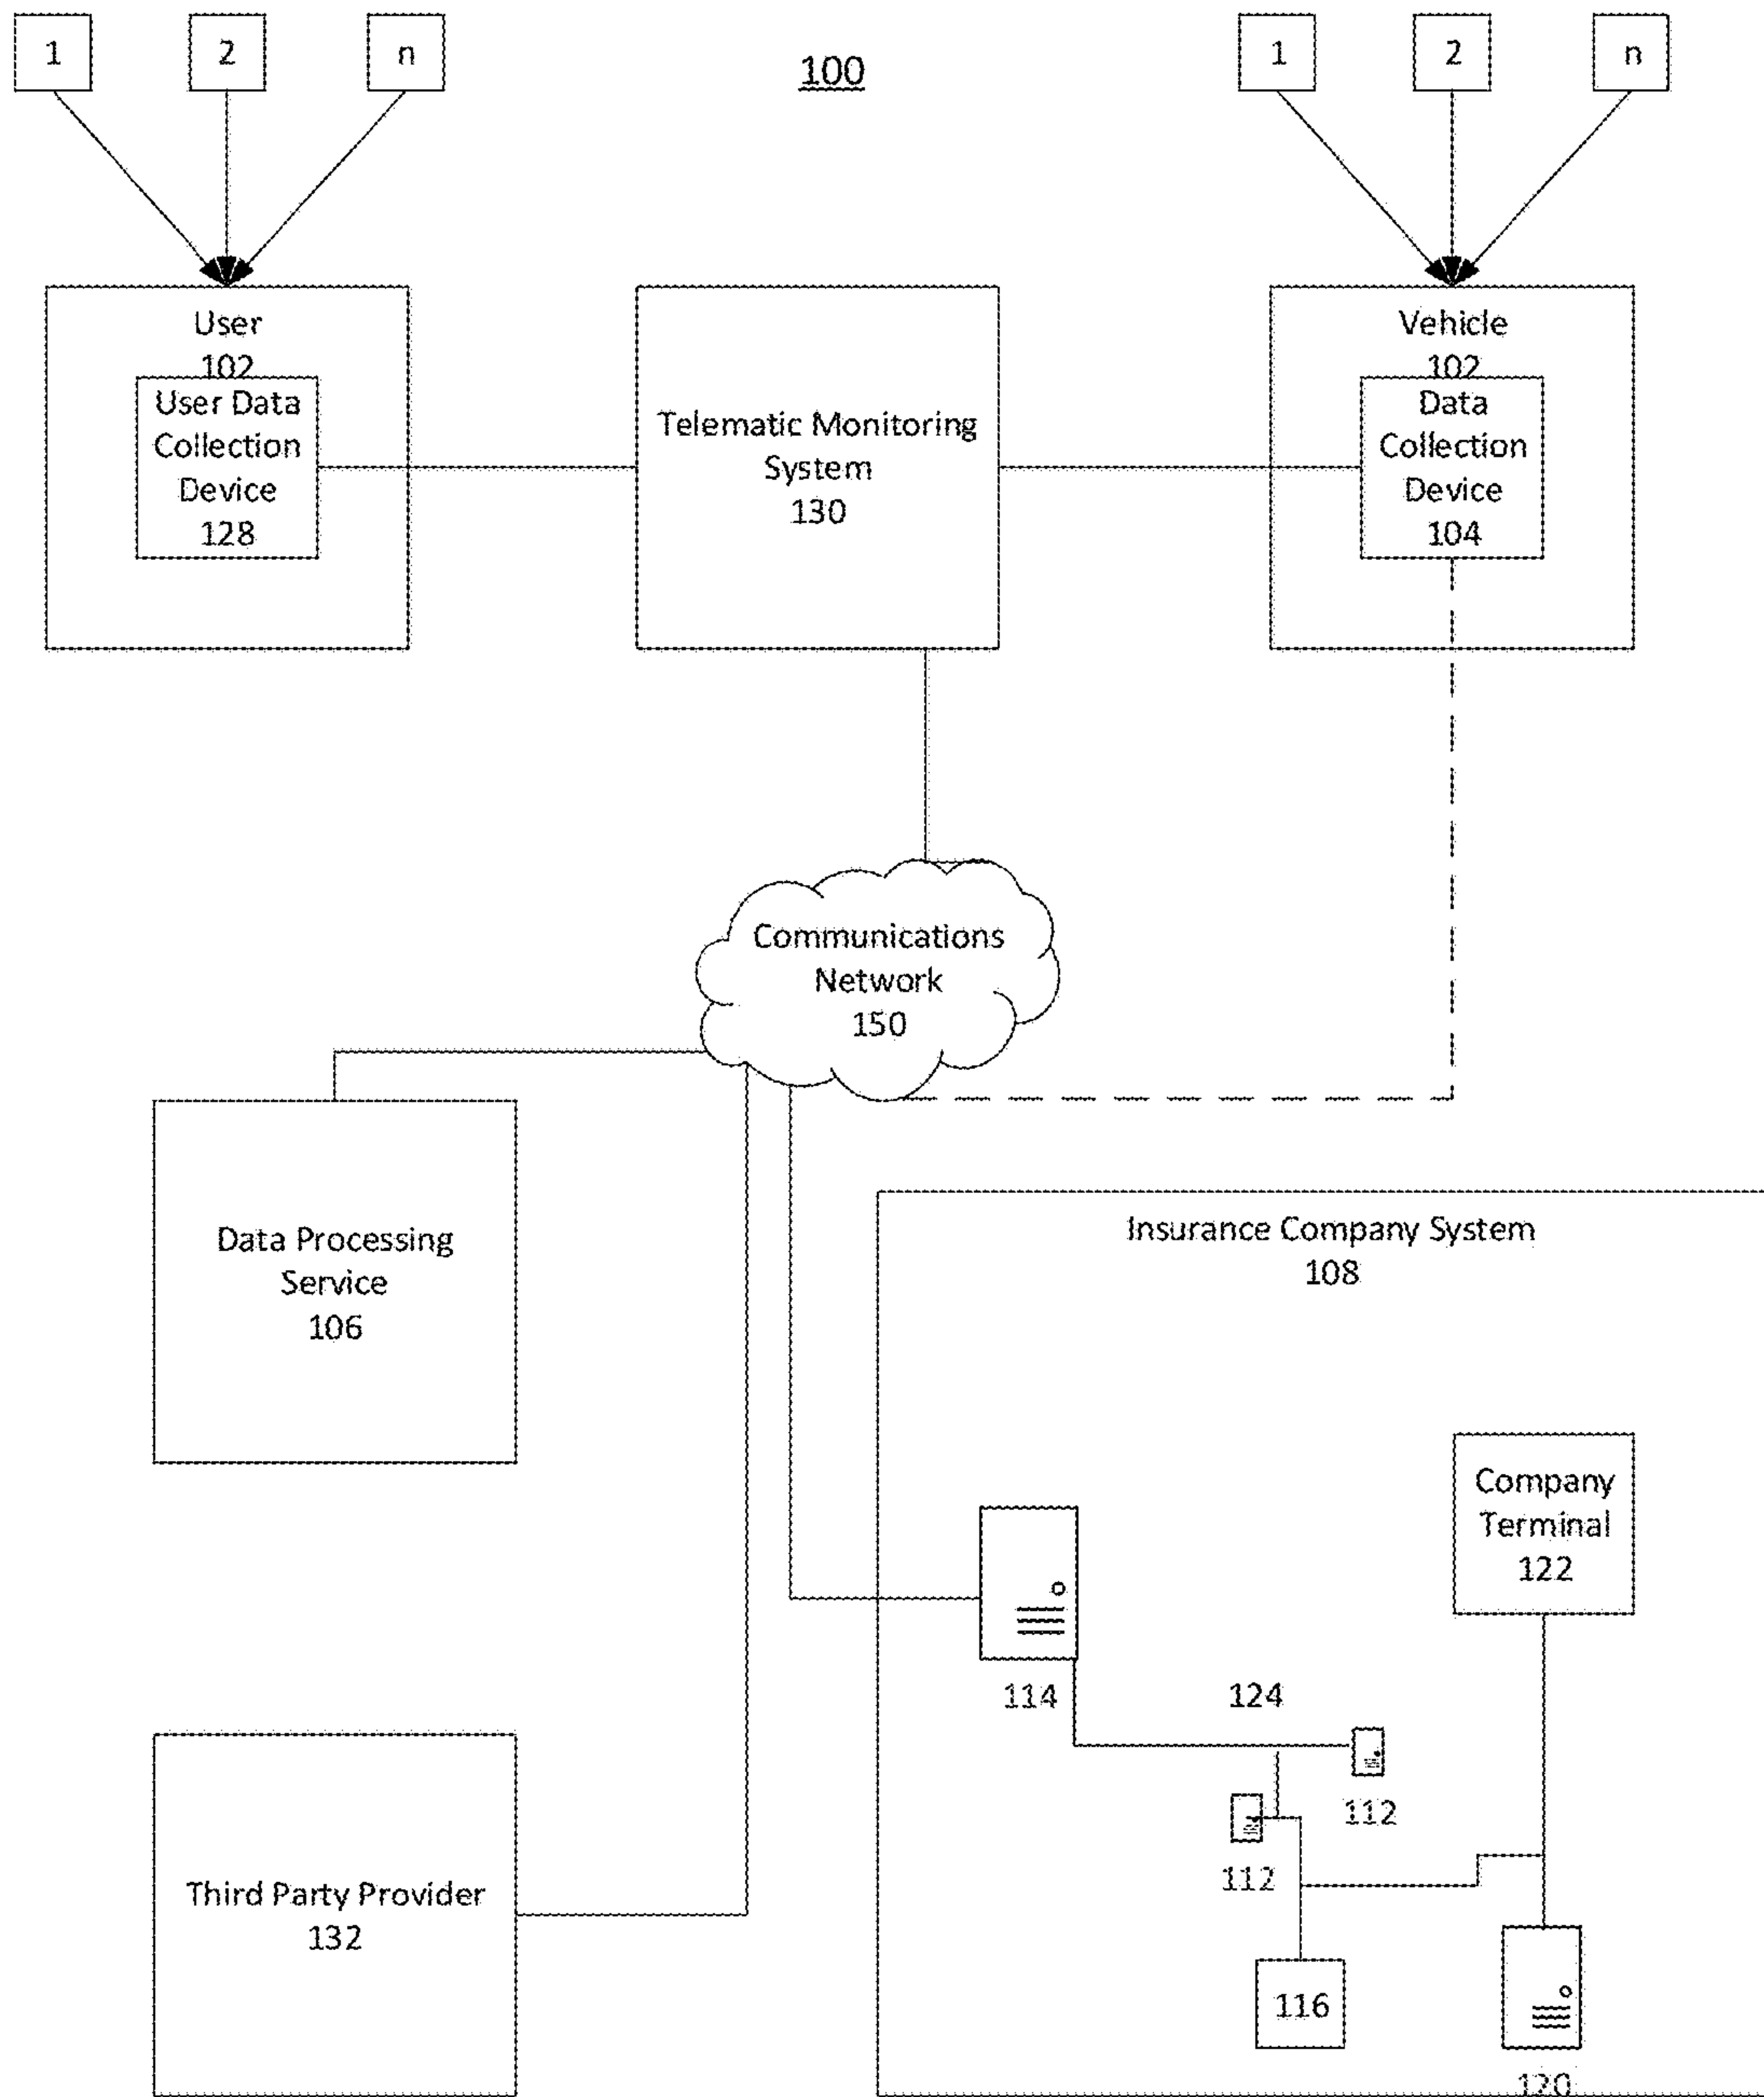 1
2
n
100
1
2
n
User
102
User Data
Collection
Device
128
Telematic Monitoring
System
130
Vehicle
102
Data
Collection
Device
104
Communications
Network
150
Data Processing
Service
106
Insurance Company System
108
Company
Terminal
122
114
124
112
112
Third Party Provider
132
116
120